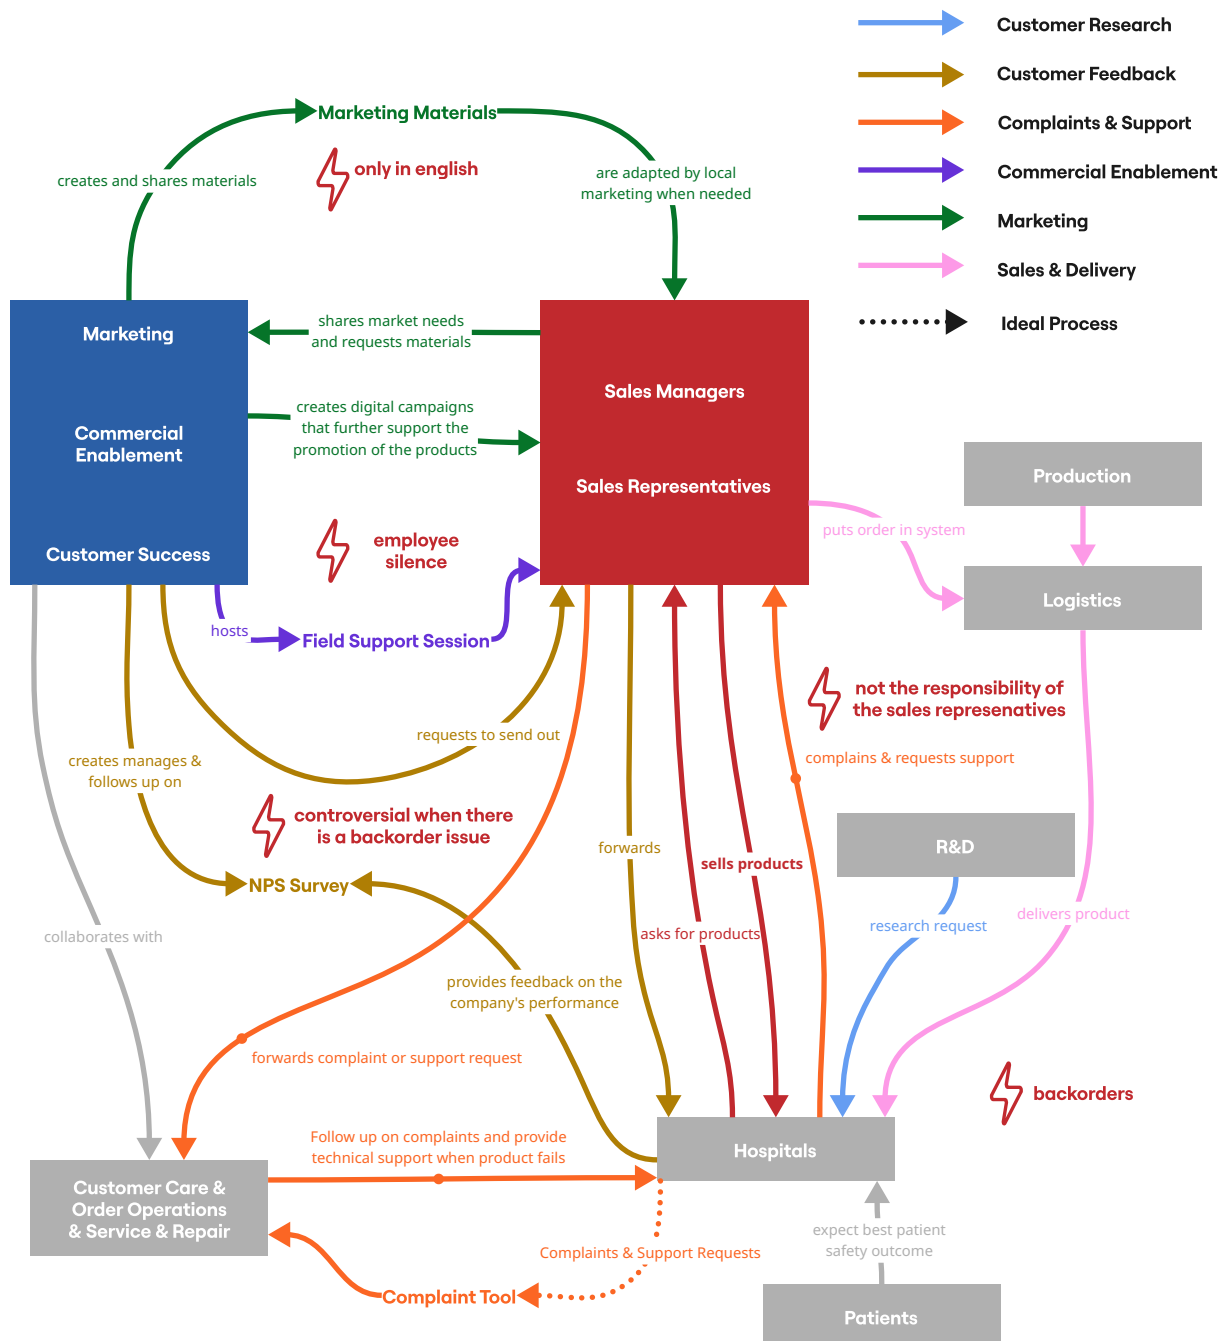 Customer Research
Customer Feedback
Complaints & Support
Commercial Enablement
Marketing
Sales & Delivery
Ideal Process
Marketing Materials
only in english
creates and shares materials
are adapted by local
marketing when needed
Marketing
Commercial
Enablement
Customer Success
shares market needs
and requests materials
creates digital campaigns
that further support the
promotion of the products
Sales Managers
Sales Representatives
employee
silence
hosts
Field Support Session
puts order in system
Production
Logistics
not the responsibility of
the sales represenatives
complains & requests support
requests to send out
creates manages &
follows up on
controversial when there
is a backorder issue
NPS Survey
forwards
sells products
asks for products
R&D
research request
delivers product
collaborates with
provides feedback on the
company's performance
forwards complaint or support request
backorders
Follow up on complaints and provide
technical support when product fails
Hospitals
Customer Care &
Order Operations
& Service & Repair
Complaints & Support Requests
Complaint Tool
expect best patient
safety outcome
Patients